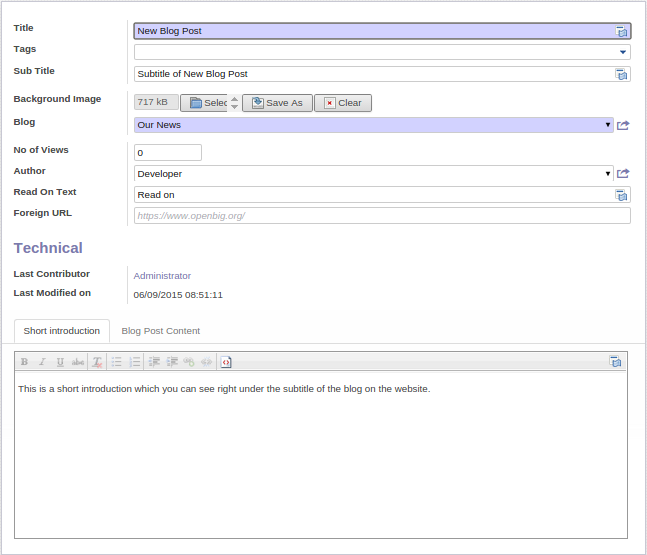 Title New Blog Post
Tags
Sub Title Subtitle of New Blog Post
Background Image 717 kB Selec Save As Clear
Blog Our News
No of Views 0
Author Developer
Read On Text Read on
Foreign URL https://www.openbig.org/
Technical
Last Contributor Administrator
Last Modified on 06/09/2015 08:51:11
Short introduction Blog Post Content
B I U abc T
This is a short introduction which you can see right under the subtitle of the blog on the website.